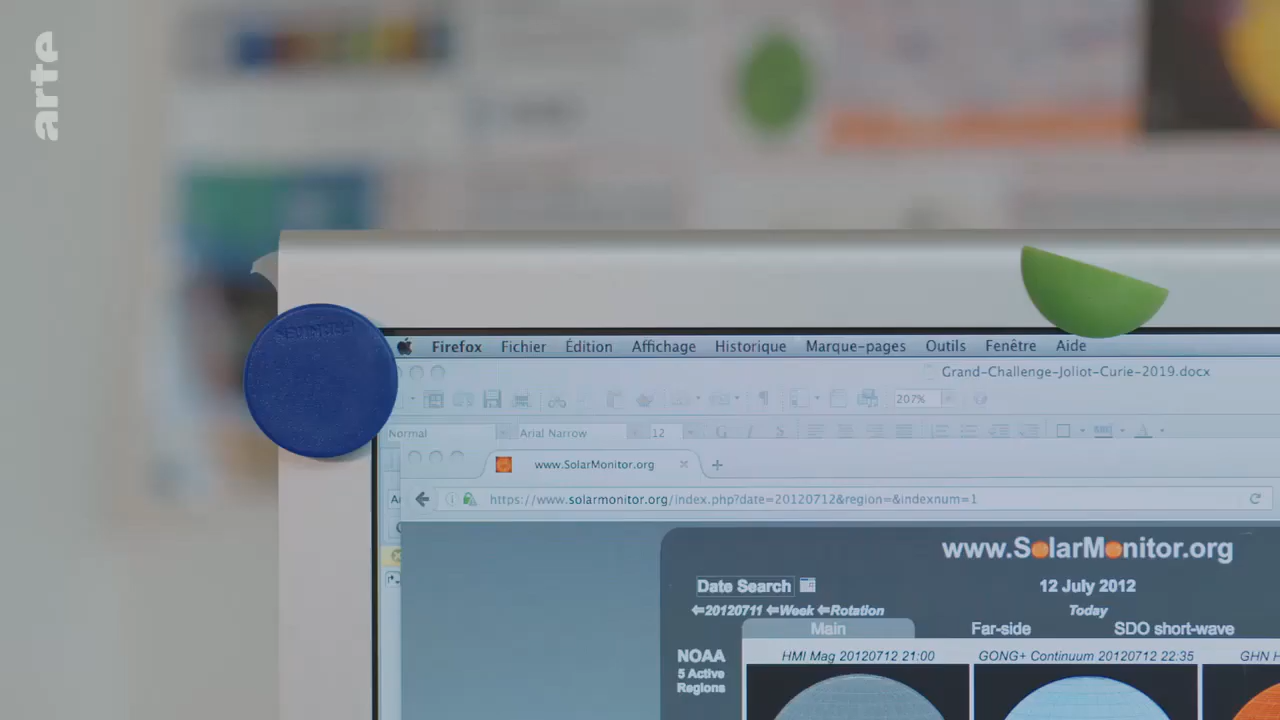 arte
Firefox Fichier Édition Affichage Historique Marque-pages Outils Fenêtre Aide
Grand-Challenge-Joliot-Curie-2019.docx
207%
Normal Arial Narrow 12 G I S A
www.SolarMonitor.org
https://www.solarmonitor.org/index.php?date=20120712&region=&indexnum=1
www.SolarMonitor.org
Date Search 12 July 2012
⇐20120711 ⇐Week ⇐Rotation Today
Main Far-side SDO short-wave
NOAA
5 Active
Regions
HMI Mag 20120712 21:00 GONG+ Continuum 20120712 22:35 GHN H